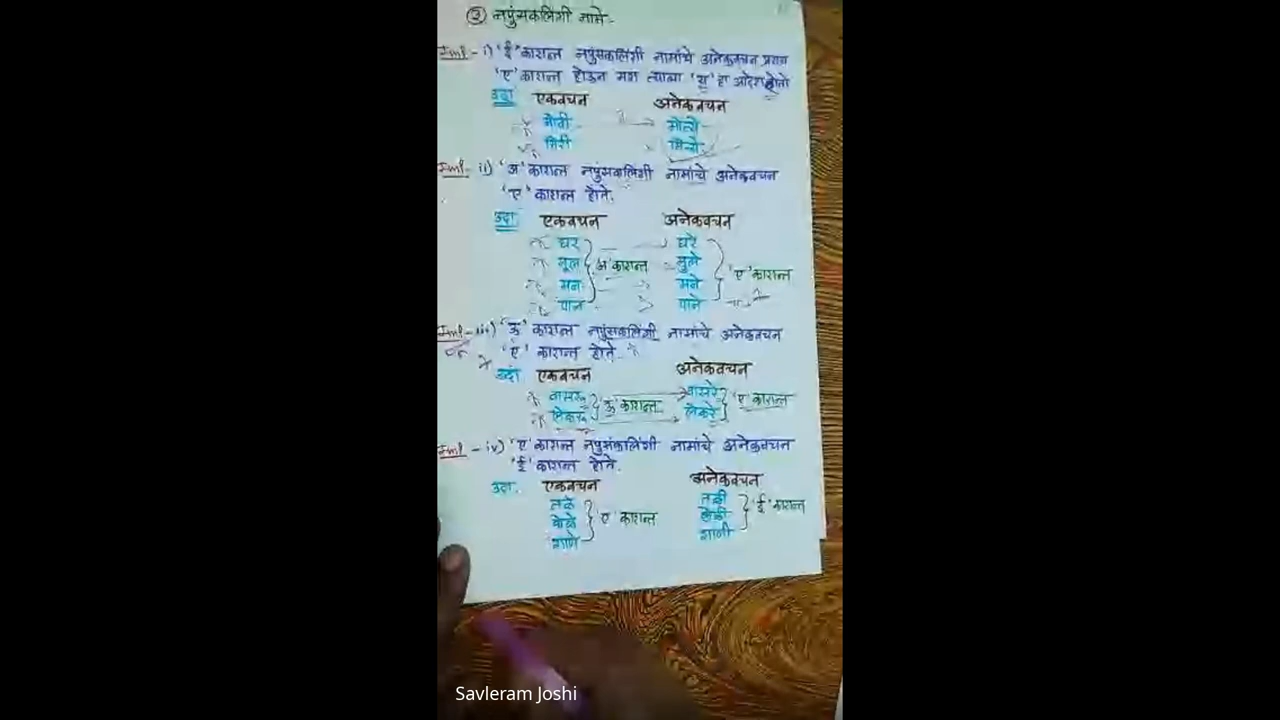 ③ नपुंसकलिंगी नामे :-
Imp - i) 'ई' कारान्त नपुंसकलिंगी नामांचे अनेकवचन प्रथम
'ए' कारान्त होऊन मग त्याला 'य' हा आदेश होतो
उदा एकवचन अनेकवचन
मोती मोत्ये
मिरी मिऱ्ये
Imp - ii) 'अ' कारान्त नपुंसकलिंगी नामांचे अनेकवचन
'ए' कारान्त होते.
उदा एकवचन अनेकवचन
घर घरे
मूल 'अ' कारान्त मुले 'ए' कारान्त
मन मने
पान पाने
Imp - iii) 'ऊ' कारान्त नपुंसकलिंगी नामांचे अनेकवचन
'ए' कारान्त होते.
उदा एकवचन अनेकवचन
वासरू 'ऊ' कारान्त वासरे 'ए' कारान्त
लेकरू लेकरे
Imp - iv) 'ए' कारान्त नपुंसकलिंगी नामांचे अनेकवचन
'ई' कारान्त होते.
उदा. एकवचन अनेकवचन
तळे तळी
'ए' कारान्त 'ई' कारान्त
गाणे गाणी
Savleram Joshi